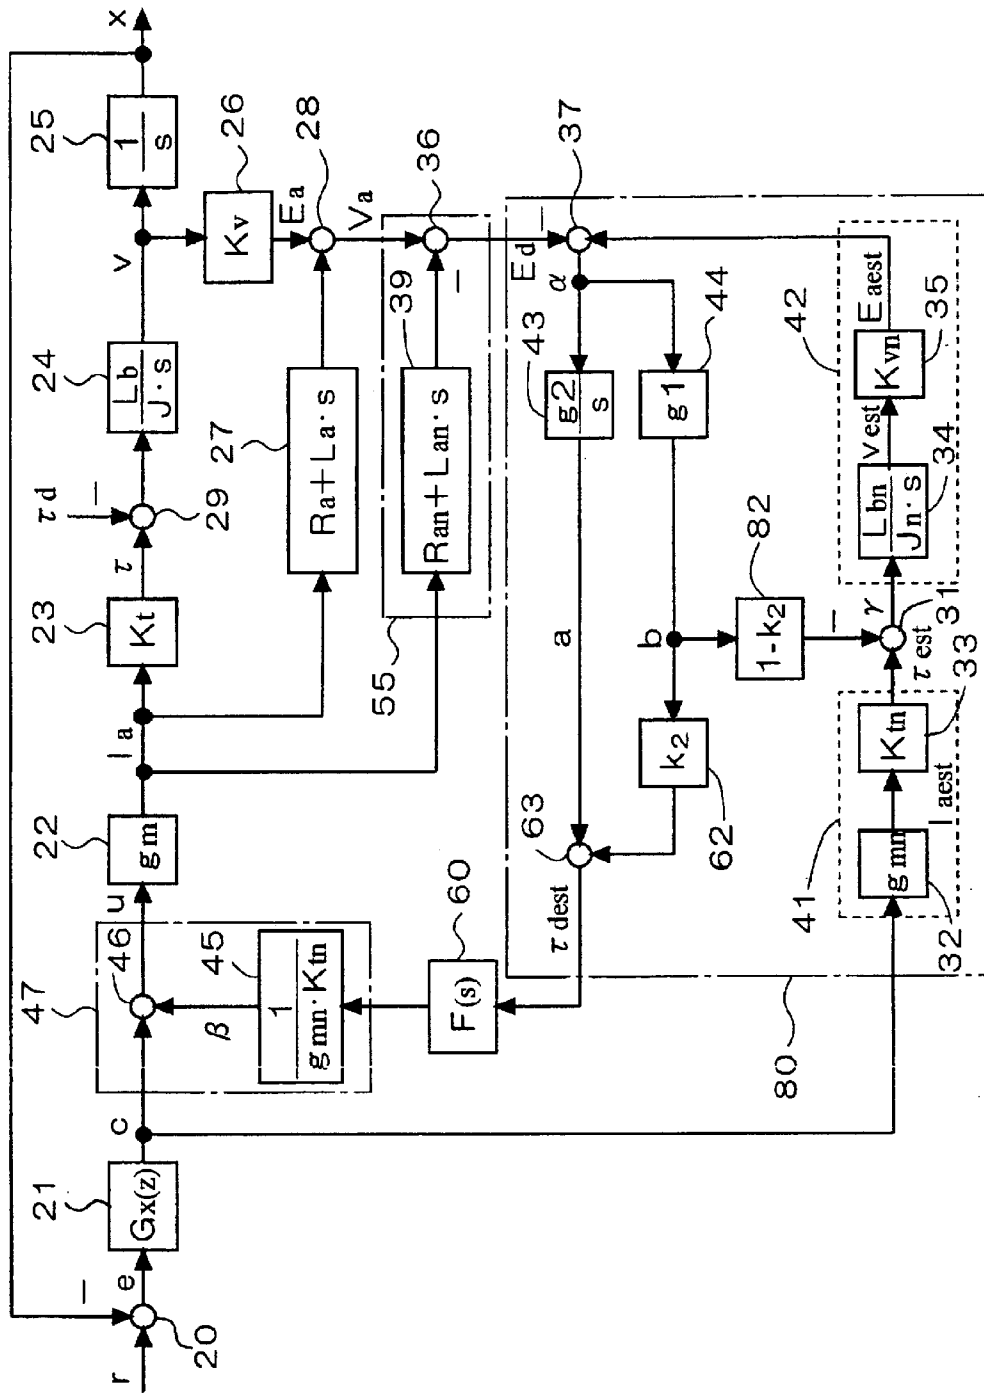 r
20
−
e
21
Gx(z)
c
47
46
u
β
45
1
gmn·Ktn
22
gm
Ia
23
Kt
τ
τd
−
29
24
Lb
J·s
v
25
1
s
x
26
Kv
Ea
28
Va
27
Ra+La·s
55
39
Ran+Lan·s
−
36
Ed
−
37
α
60
F(s)
τdest
63
a
43
g2
s
44
g1
b
62
k2
82
1-k2
−
80
41
32
gmn
Iaest
Ktn
33
τest
31
γ
42
Lbn
Jn·s
34
vest
Kvn
35
Eaest